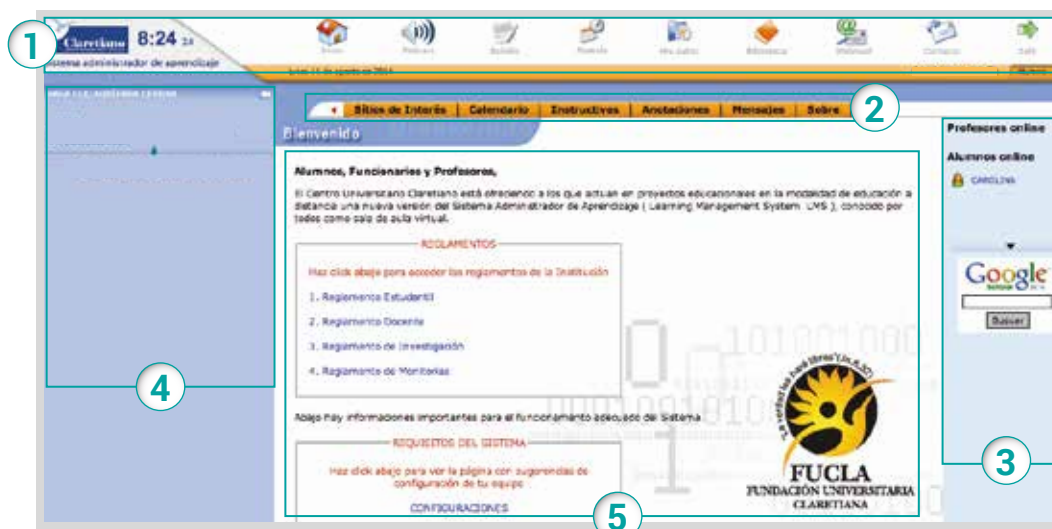 1
Claretiano
8:24
sistema administrador de aprendizaje
2
Sitios de Interés | Calendario | Instructivos | Anotaciones | Mensajes | Sobre
Bienvenido
Alumnos, Funcionarios y Profesores,
El Centro Universitario Claretiano está ofreciendo a los que actuan en proyectos educacionales en la modalidad de educación a
distancia una nueva versión del Sistema Administrador de Aprendizaje ( Learning Management System LMS ), conocido por
todos como sala de aula virtual.
REGLAMENTOS
Haz click abajo para acceder los reglamentos de la Institución
1. Reglamento Estudiantil
2. Reglamento Docente
3. Reglamento de Investigación
4. Reglamento de Monitorias
Abajo hay informaciones importantes para el funcionamiento adecuado del Sistema
REQUISITOS DEL SISTEMA
Haz click abajo para ver la página con sugerencias de
configuración de tu equipo
CONFIGURACIONES
FUCLA
FUNDACIÓN UNIVERSITARIA
CLARETIANA
Profesores online
Alumnos online
CAROLINA
Google
Buscar
3
4
5